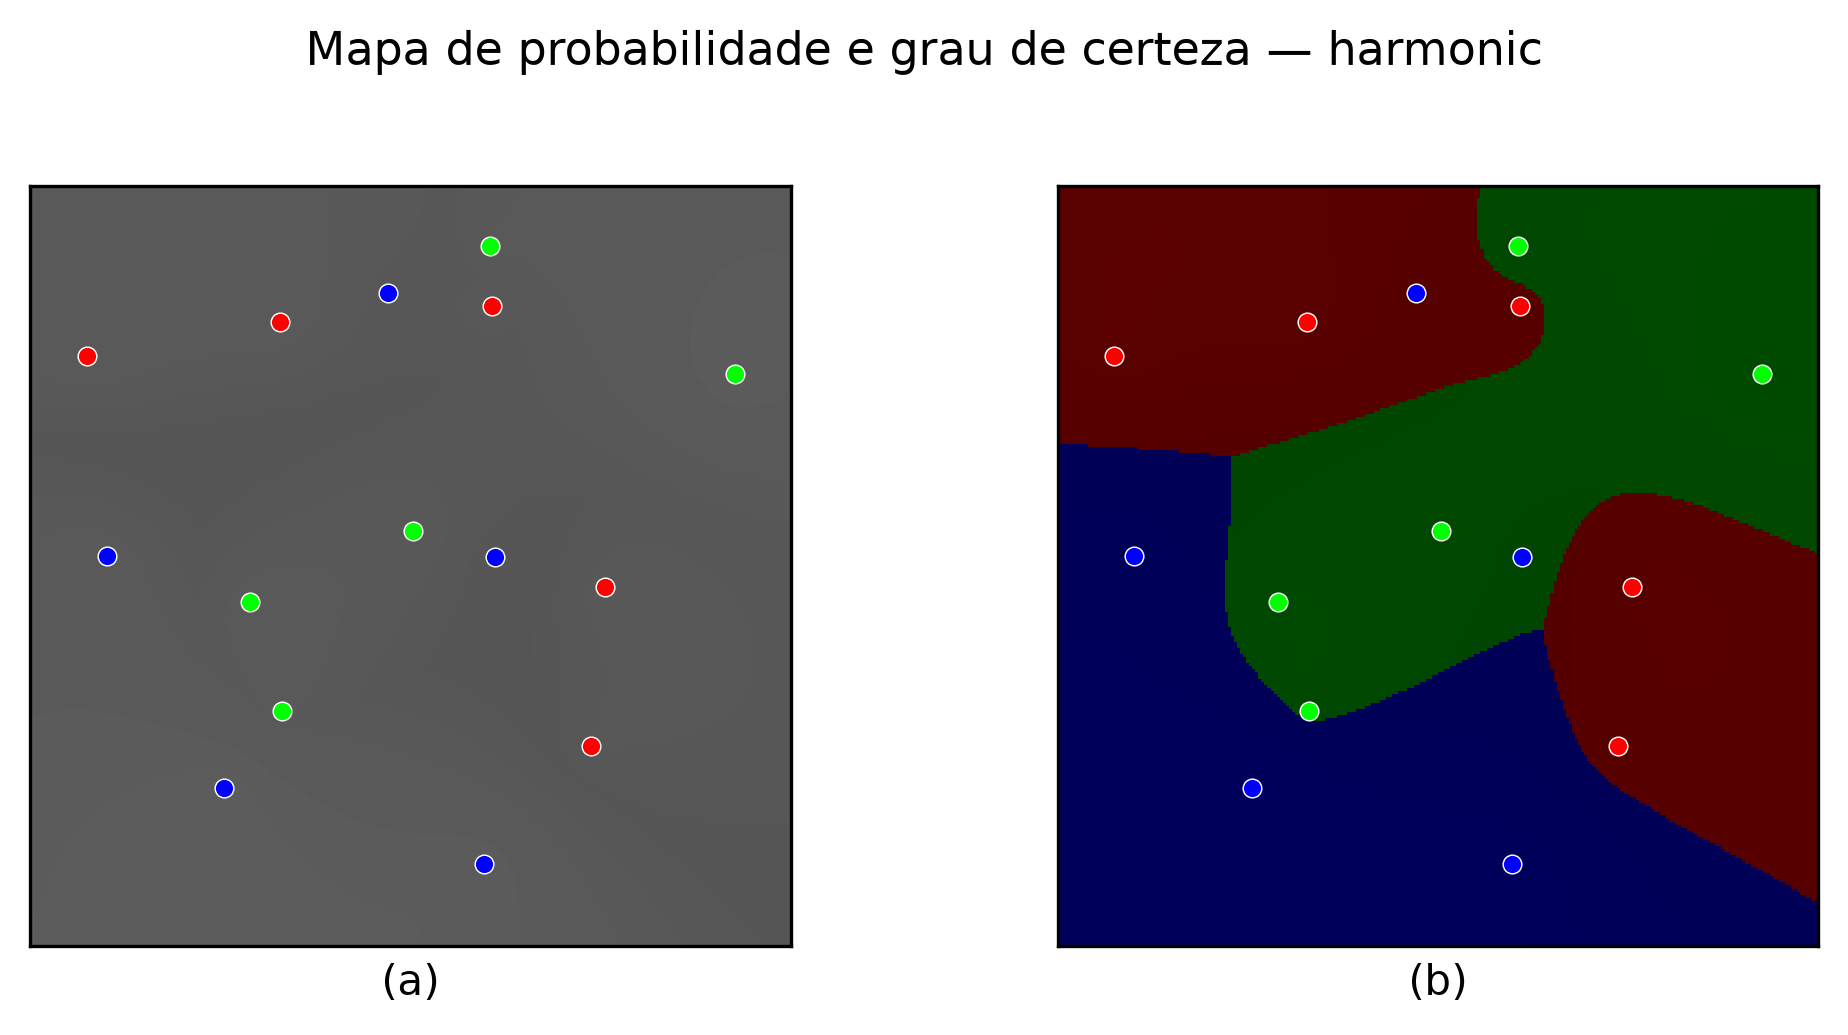 Mapa de probabilidade e grau de certeza — harmonic
(a)
(b)